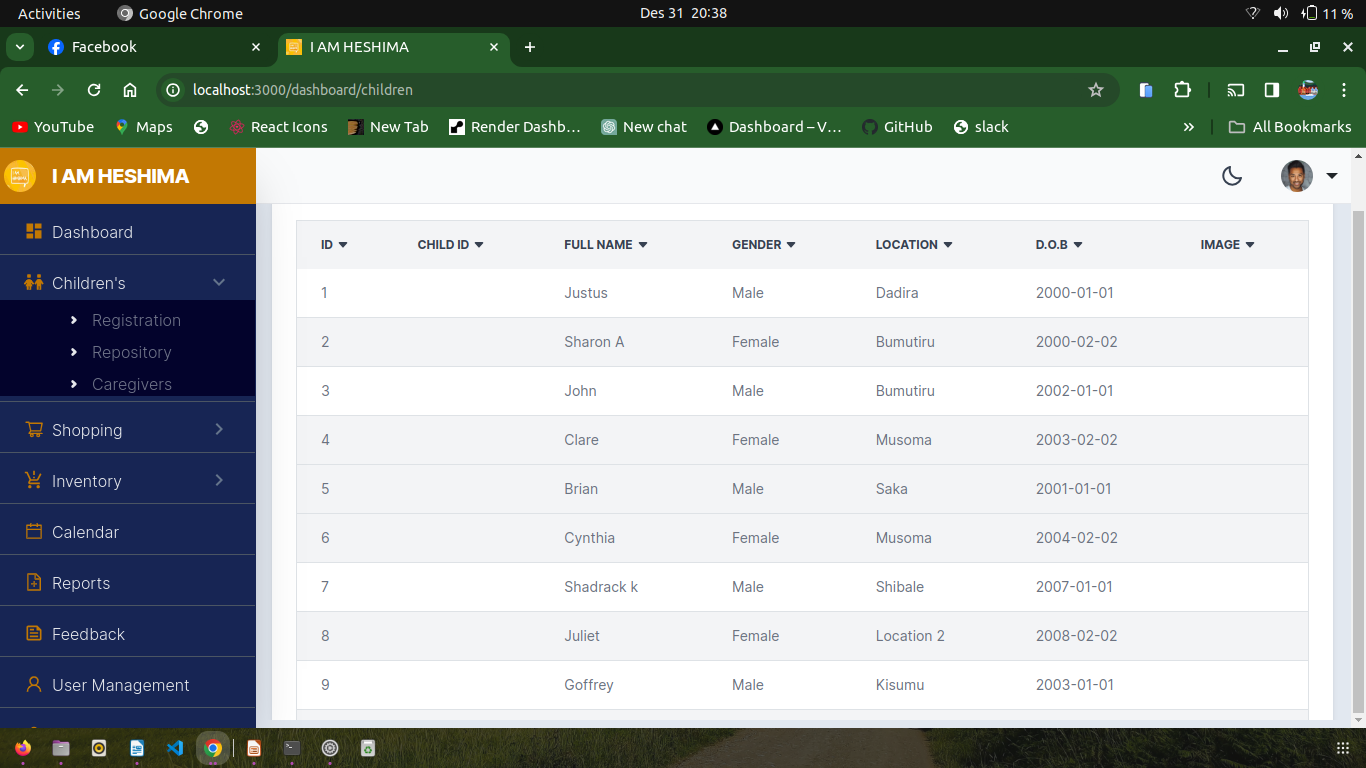 Activities Google Chrome Des 31 20:38 11 %
Facebook I AM HESHIMA
localhost:3000/dashboard/children
YouTube Maps React Icons New Tab Render Dashb… New chat Dashboard – V… GitHub slack » All Bookmarks
I AM HESHIMA
Dashboard
Children's
Registration
Repository
Caregivers
Shopping
Inventory
Calendar
Reports
Feedback
User Management
ID CHILD ID FULL NAME GENDER LOCATION D.O.B IMAGE
1 Justus Male Dadira 2000-01-01
2 Sharon A Female Bumutiru 2000-02-02
3 John Male Bumutiru 2002-01-01
4 Clare Female Musoma 2003-02-02
5 Brian Male Saka 2001-01-01
6 Cynthia Female Musoma 2004-02-02
7 Shadrack k Male Shibale 2007-01-01
8 Juliet Female Location 2 2008-02-02
9 Goffrey Male Kisumu 2003-01-01